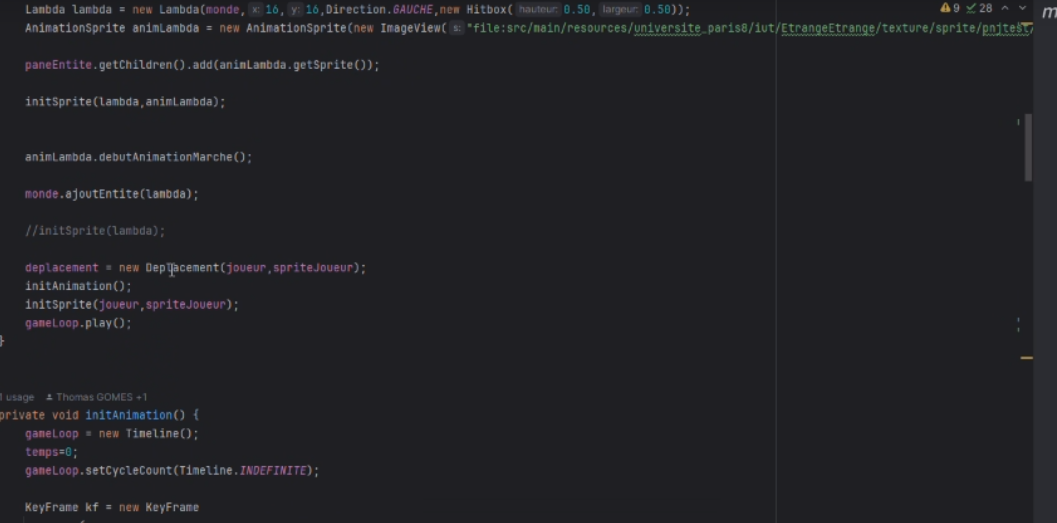 Lambda lambda = new Lambda(monde, x: 16, y: 16,Direction.GAUCHE,new Hitbox( hauteur: 0.50, largeur: 0.50));
9 28
AnimationSprite animLambda = new AnimationSprite(new ImageView( s: "file:src/main/resources/universite_paris8/iut/EtrangeEtrange/texture/sprite/pnjtest/
paneEntite.getChildren().add(animLambda.getSprite());
initSprite(lambda,animLambda);
animLambda.debutAnimationMarche();
monde.ajoutEntite(lambda);
//initSprite(lambda);
deplacement = new Deplacement(joueur,spriteJoueur);
initAnimation();
initSprite(joueur,spriteJoueur);
gameLoop.play();
}
1 usage Thomas GOMES +1
private void initAnimation() {
gameLoop = new Timeline();
temps=0;
gameLoop.setCycleCount(Timeline.INDEFINITE);
KeyFrame kf = new KeyFrame